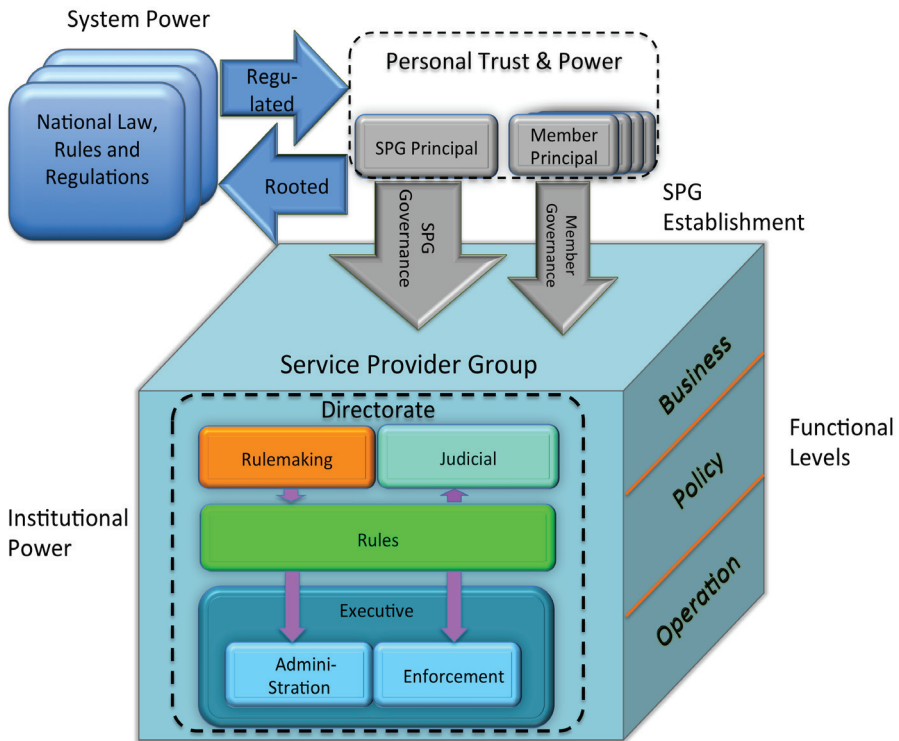 System Power
National Law,
Rules and
Regulations
Regu-
lated
Rooted
Personal Trust & Power
SPG Principal
Member
Principal
SPG
Governance
Member
Governance
SPG
Establishment
Service Provider Group
Directorate
Rulemaking
Judicial
Rules
Executive
Admini-
Stration
Enforcement
Institutional
Power
Business
Policy
Operation
Functional
Levels